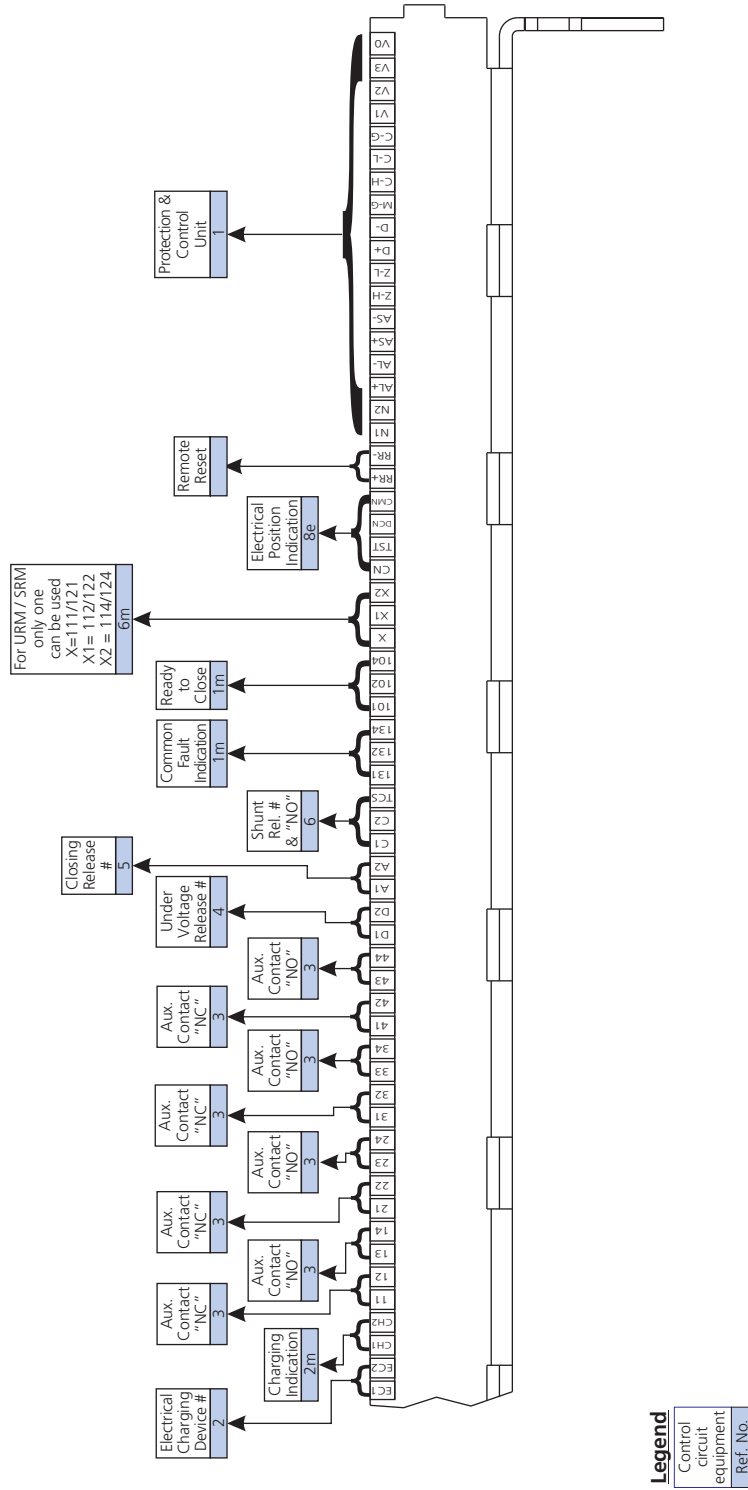 Protection &
Control
Unit
1
Remote
Reset
Electrical
Position
Indication
8e
For URM / SRM
only one
can be used
X=111/121
X1= 112/122
X2 = 114/124
6m
Ready
to
Close
1m
Common
Fault
Indication
1m
Shunt
Rel. #
& "NO"
6
Closing
Release
#
5
Under
Voltage
Release #
4
Aux.
Contact
"NO"
3
Aux.
Contact
"NC"
3
Aux.
Contact
"NO"
3
Aux.
Contact
"NC"
3
Aux.
Contact
"NO"
3
Aux.
Contact
"NC"
3
Aux.
Contact
"NO"
3
Aux.
Contact
"NC"
3
Charging
Indication
2m
Electrical
Charging
Device #
2
V0
V3
V2
V1
C-G
C-L
C-H
M-G
D-
D+
Z-L
Z-H
AS-
AS+
AL-
AL+
N2
N1
RR-
RR+
CMN
DCN
TST
CN
X2
X1
X
104
102
101
134
132
131
TCS
C2
C1
A2
A1
D2
D1
44
43
42
41
34
33
32
31
24
23
22
21
14
13
12
11
CH2
CH1
EC2
EC1
Legend
Control
circuit
equipment
Ref. No.